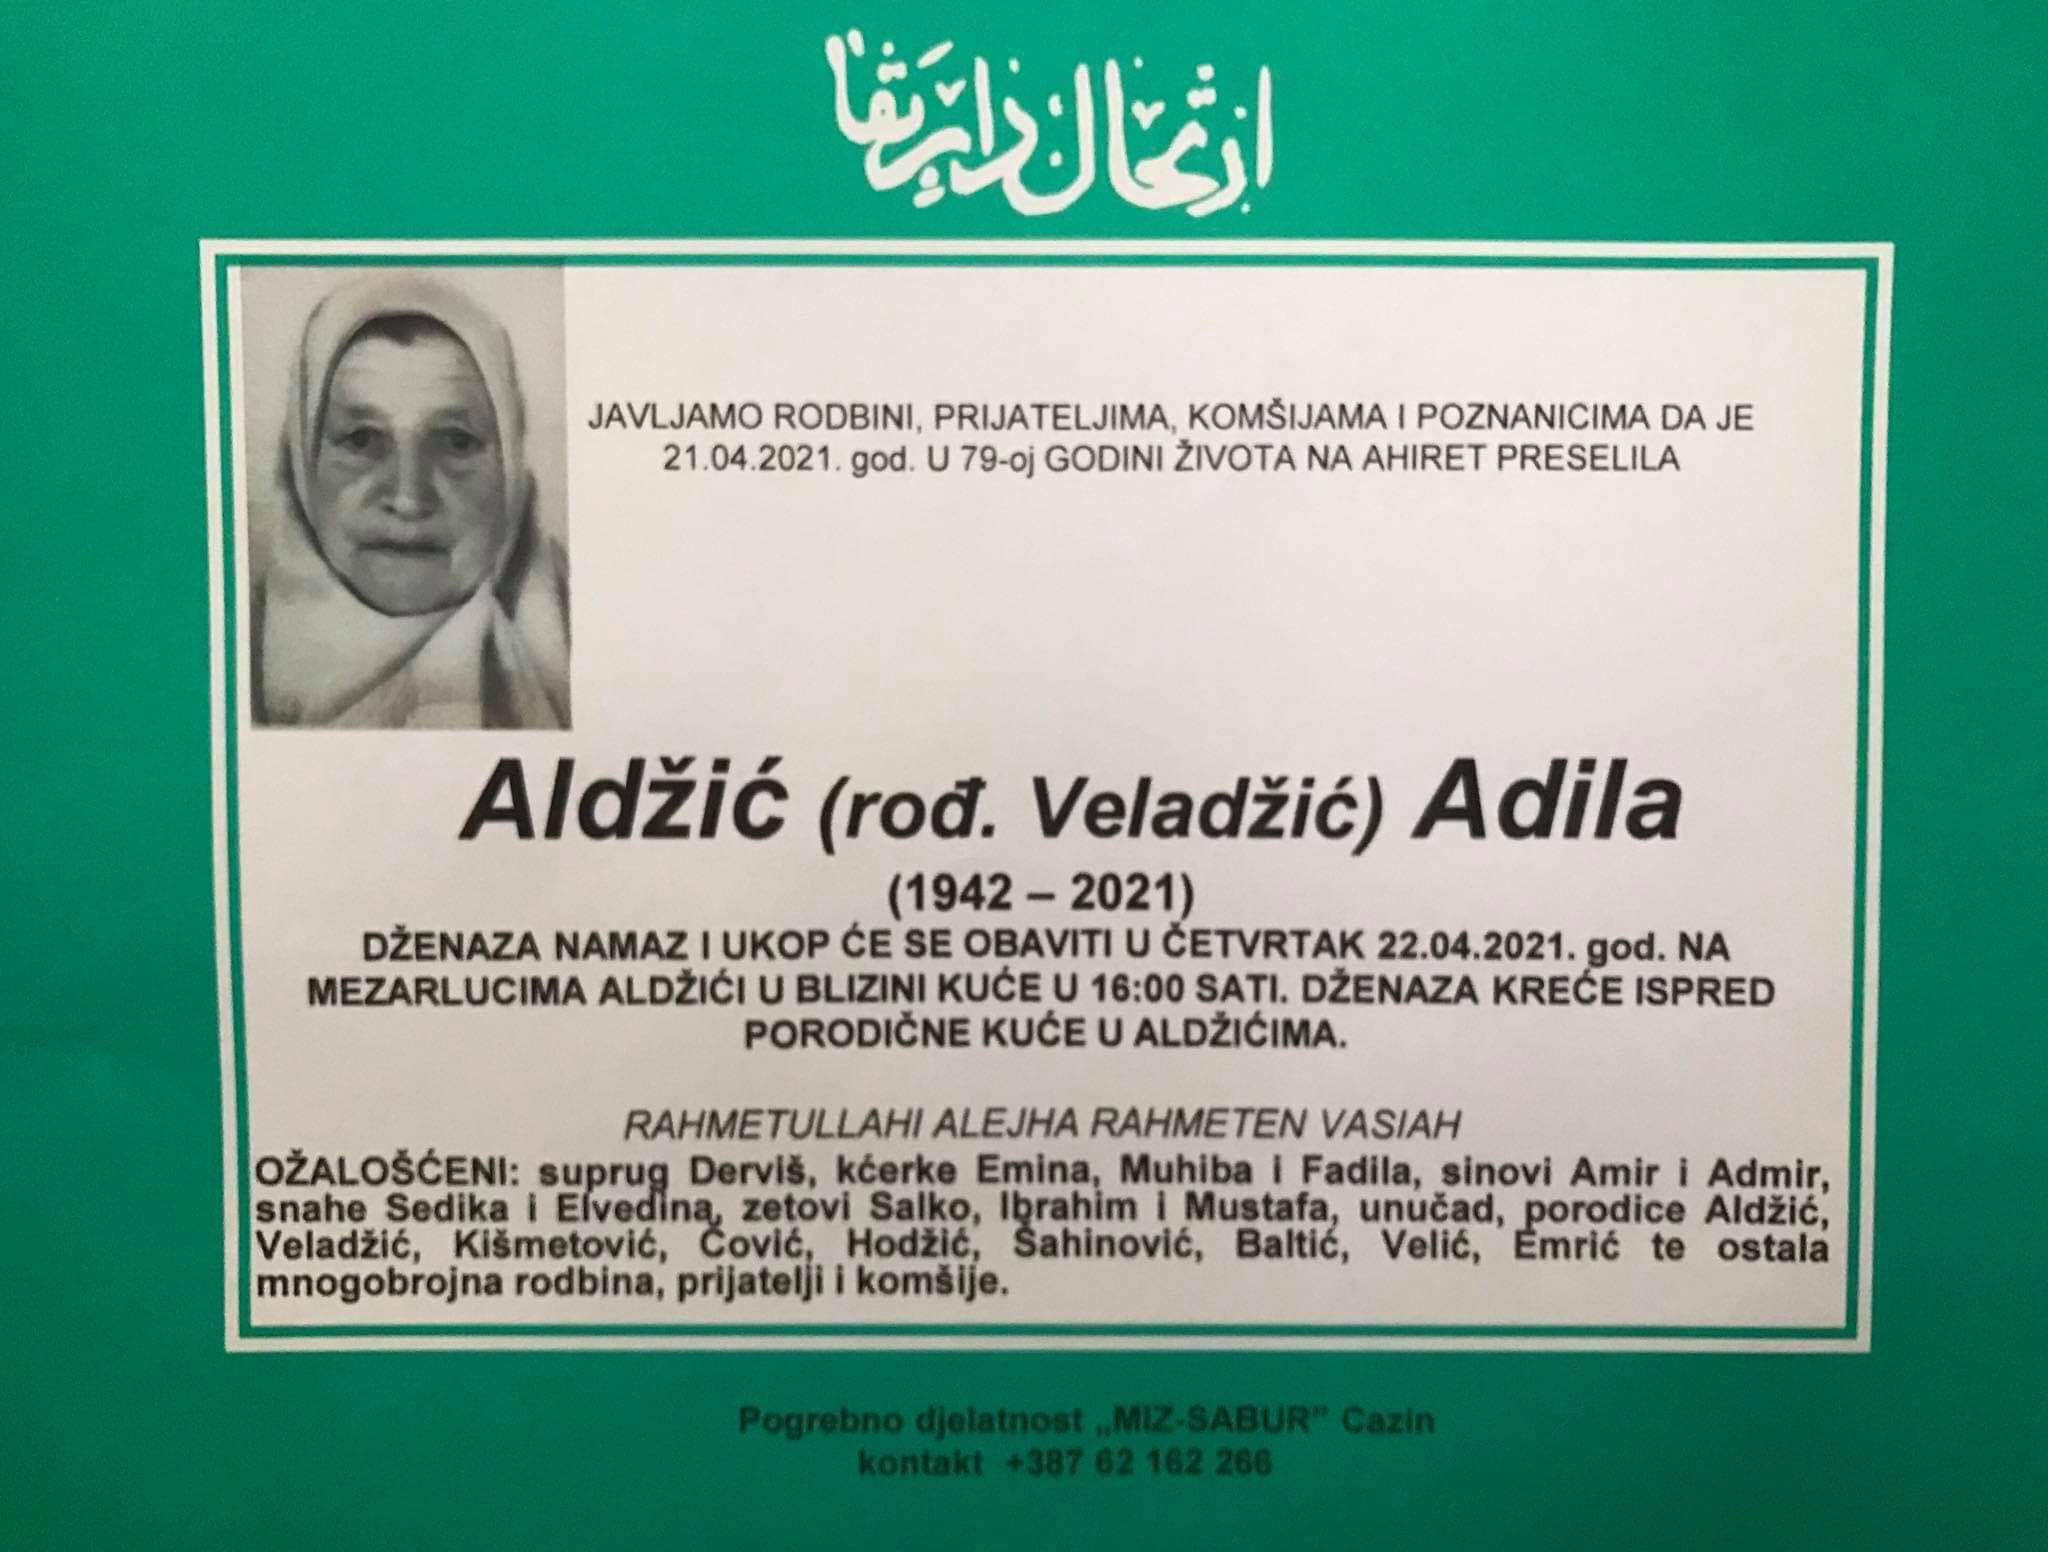 انتحال دار بقا
JAVLJAMO RODBINI, PRIJATELJIMA, KOMŠIJAMA I POZNANICIMA DA JE
21.04.2021. god. U 79-oj GODINI ŽIVOTA NA AHIRET PRESELILA
Aldžić (rođ. Veladžić) Adila
(1942 – 2021)
DŽENAZA NAMAZ I UKOP ĆE SE OBAVITI U ČETVRTAK 22.04.2021. god. NA
MEZARLUCIMA ALDŽIĆI U BLIZINI KUĆE U 16:00 SATI. DŽENAZA KREĆE ISPRED
PORODIČNE KUĆE U ALDŽIĆIMA.
RAHMETULLAHI ALEJHA RAHMETEN VASIAH
OŽALOŠĆENI: suprug Derviš, kćerke Emina, Muhiba i Fadila, sinovi Amir i Admir,
snahe Sedika i Elvedina, zetovi Salko, Ibrahim i Mustafa, unučad, porodice Aldžić,
Veladžić, Kišmetović, Čović, Hodžić, Šahinović, Baltić, Velić, Emrić te ostala
mnogobrojna rodbina, prijatelji i komšije.
Pogrebno djelatnost „MIZ-SABUR” Cazin
kontakt +387 62 162 266